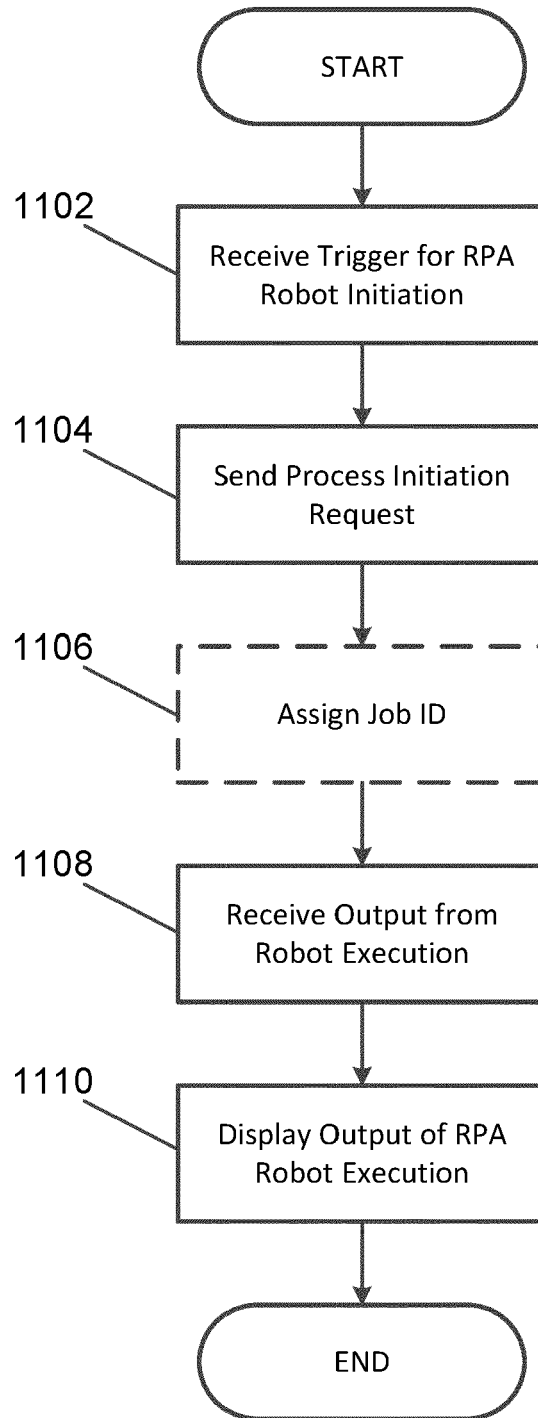 START
1102
Receive Trigger for RPA
Robot Initiation
1104
Send Process Initiation
Request
1106
Assign Job ID
1108
Receive Output from
Robot Execution
1110
Display Output of RPA
Robot Execution
END